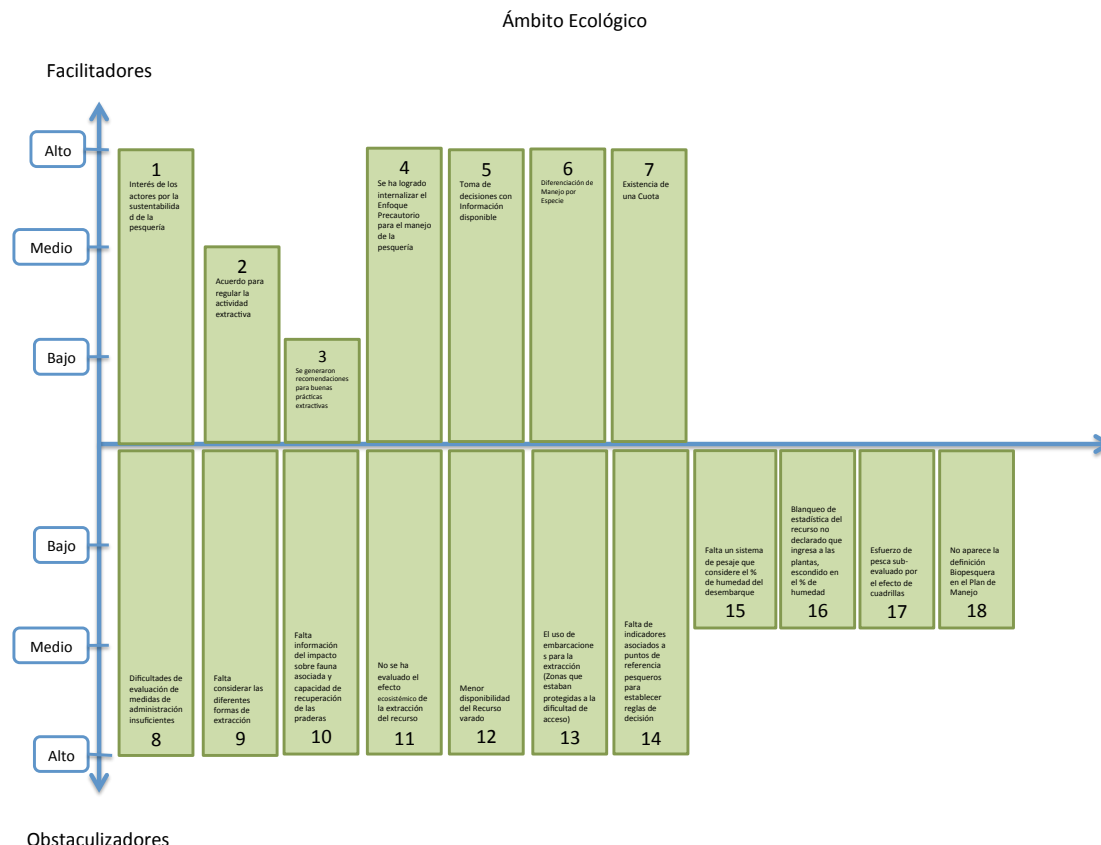 Ámbito Ecológico
Facilitadores
Alto
Medio
Bajo
1
Interés de los
actores por la
sustentabilida
d de la
pesquería
2
Acuerdo para
regular la
actividad
extractiva
3
Se generaron
recomendaciones
para buenas
prácticas
extractivas
4
Se ha logrado
internalizar el
Enfoque
Precautorio
para el manejo
de la
pesquería
5
Toma de
decisiones con
Información
disponible
6
Diferenciación de
Manejo por
Especie
7
Existencia de
una Cuota
Bajo
Medio
Alto
Dificultades de
evaluación de
medidas de
administración
insuficientes
8
Falta
considerar las
diferentes
formas de
extracción
9
Falta
información
del impacto
sobre fauna
asociada y
capacidad de
recuperación
de las
praderas
10
No se ha
evaluado el
efecto
ecosistémico de
la extracción
del recurso
11
Menor
disponibilidad
del Recurso
varado
12
El uso de
embarcacione
s para la
extracción
(Zonas que
estaban
protegidas a la
dificultad de
acceso)
13
Falta de
indicadores
asociados a
puntos de
referencia
pesqueros
para
establecer
reglas de
decisión
14
Falta un sistema
de pesaje que
considere el %
de humedad del
desembarque
15
Blanqueo de
estadística del
recurso no
declarado que
ingresa a las
plantas,
escondido en
el % de
humedad
16
Esfuerzo de
pesca sub-
evaluado por
el efecto de
cuadrillas
17
No aparece la
definición
Biopesquera
en el Plan de
Manejo
18
Obstaculizadores